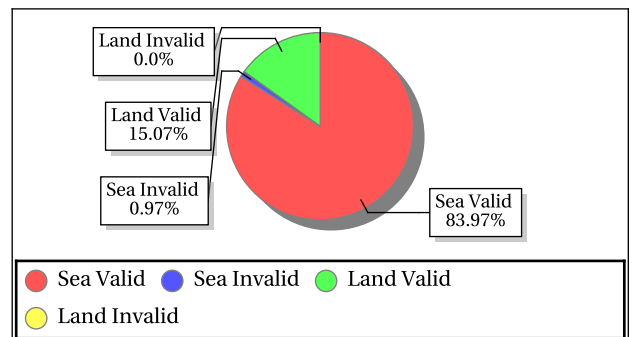 Land Invalid
0.0%
Land Valid
15.07%
Sea Invalid
0.97%
Sea Valid
83.97%
Sea Valid Sea Invalid Land Valid
Land Invalid